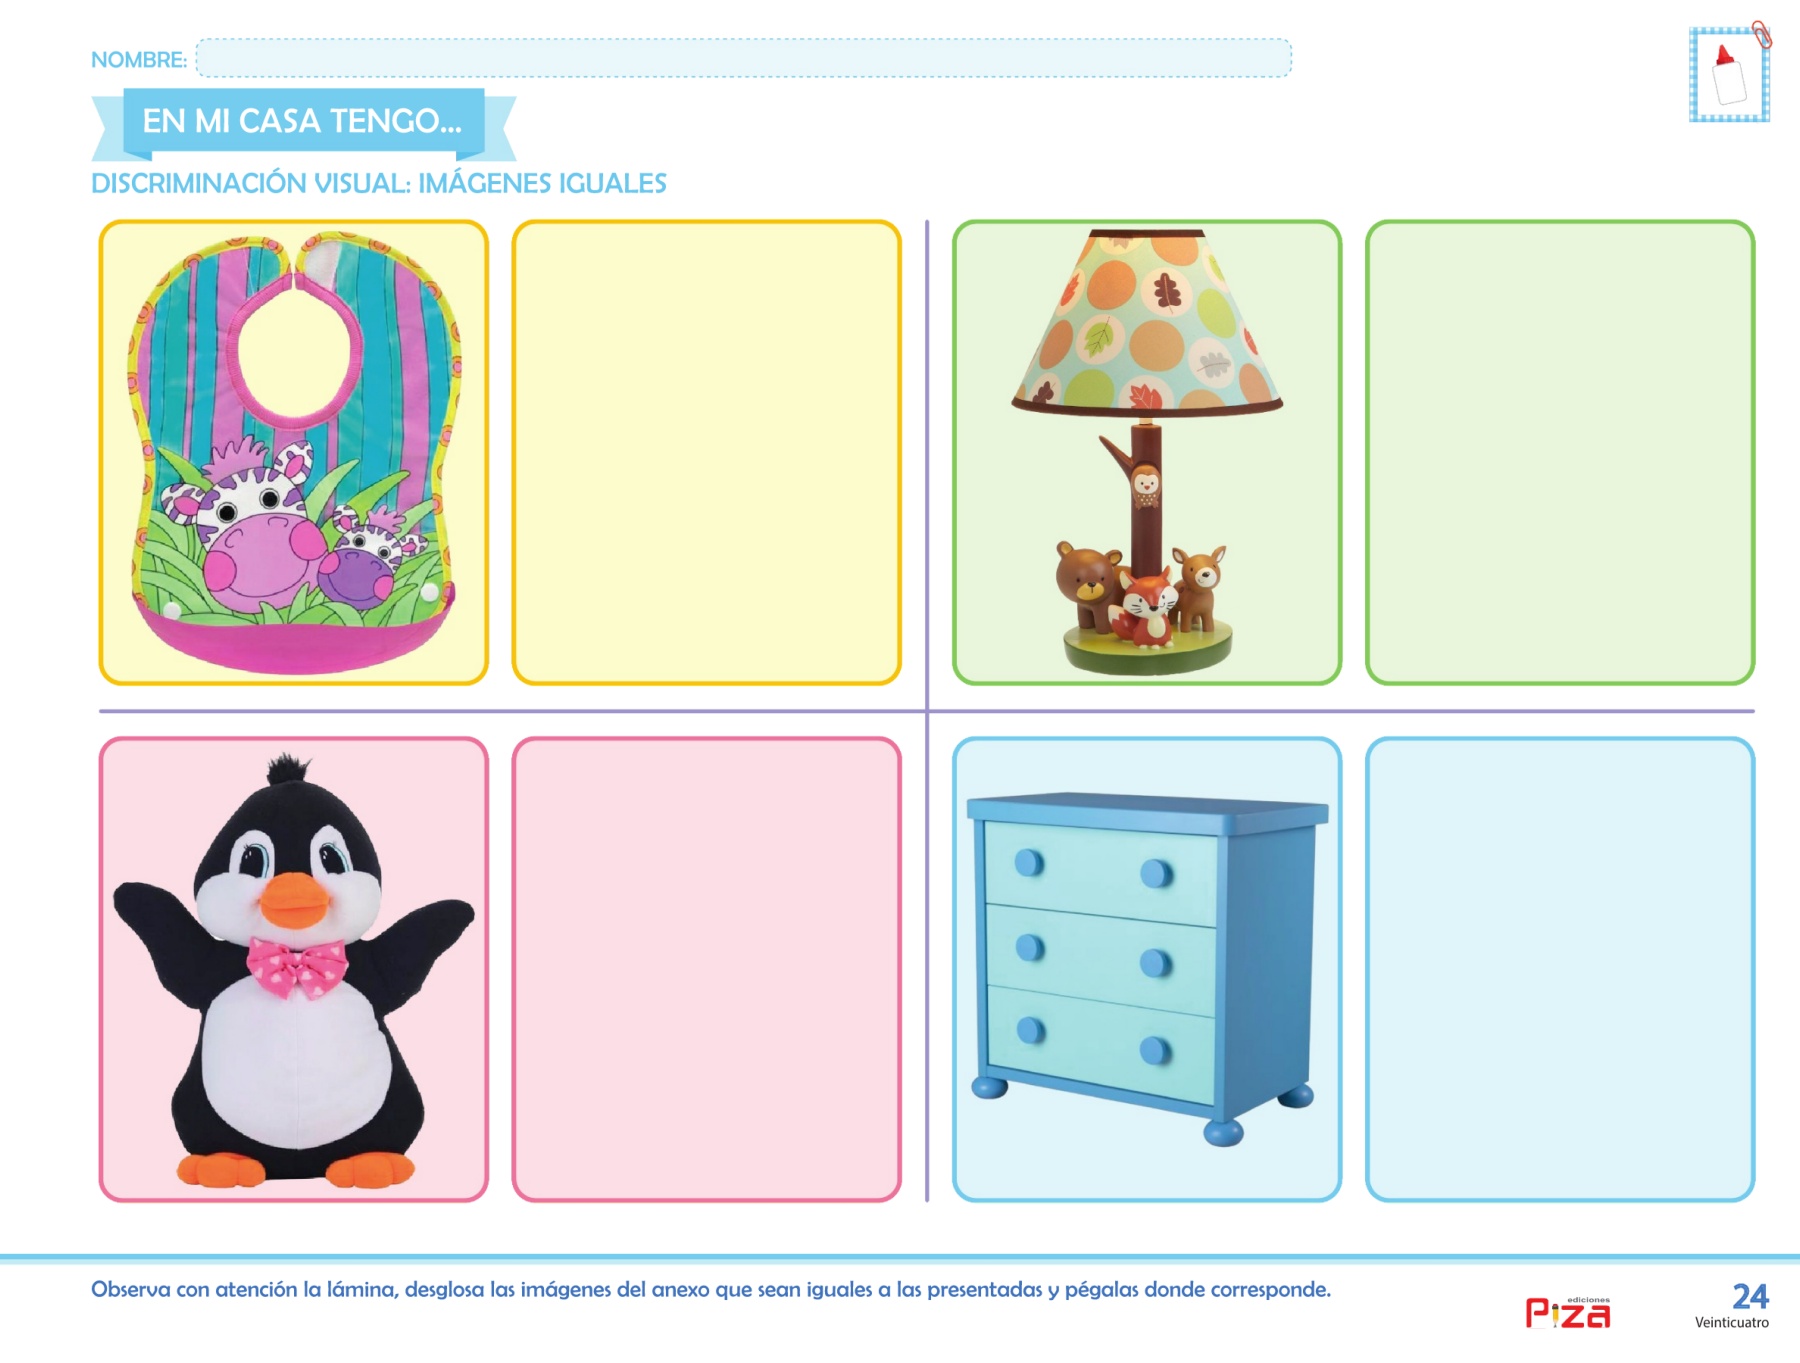 NOMBRE:
EN MI CASA TENGO...
DISCRIMINACIÓN VISUAL: IMÁGENES IGUALES
Observa con atención la lámina, desglosa las imágenes del anexo que sean iguales a las presentadas y pégalas donde corresponde.
ediciones
Piza
24
Veinticuatro